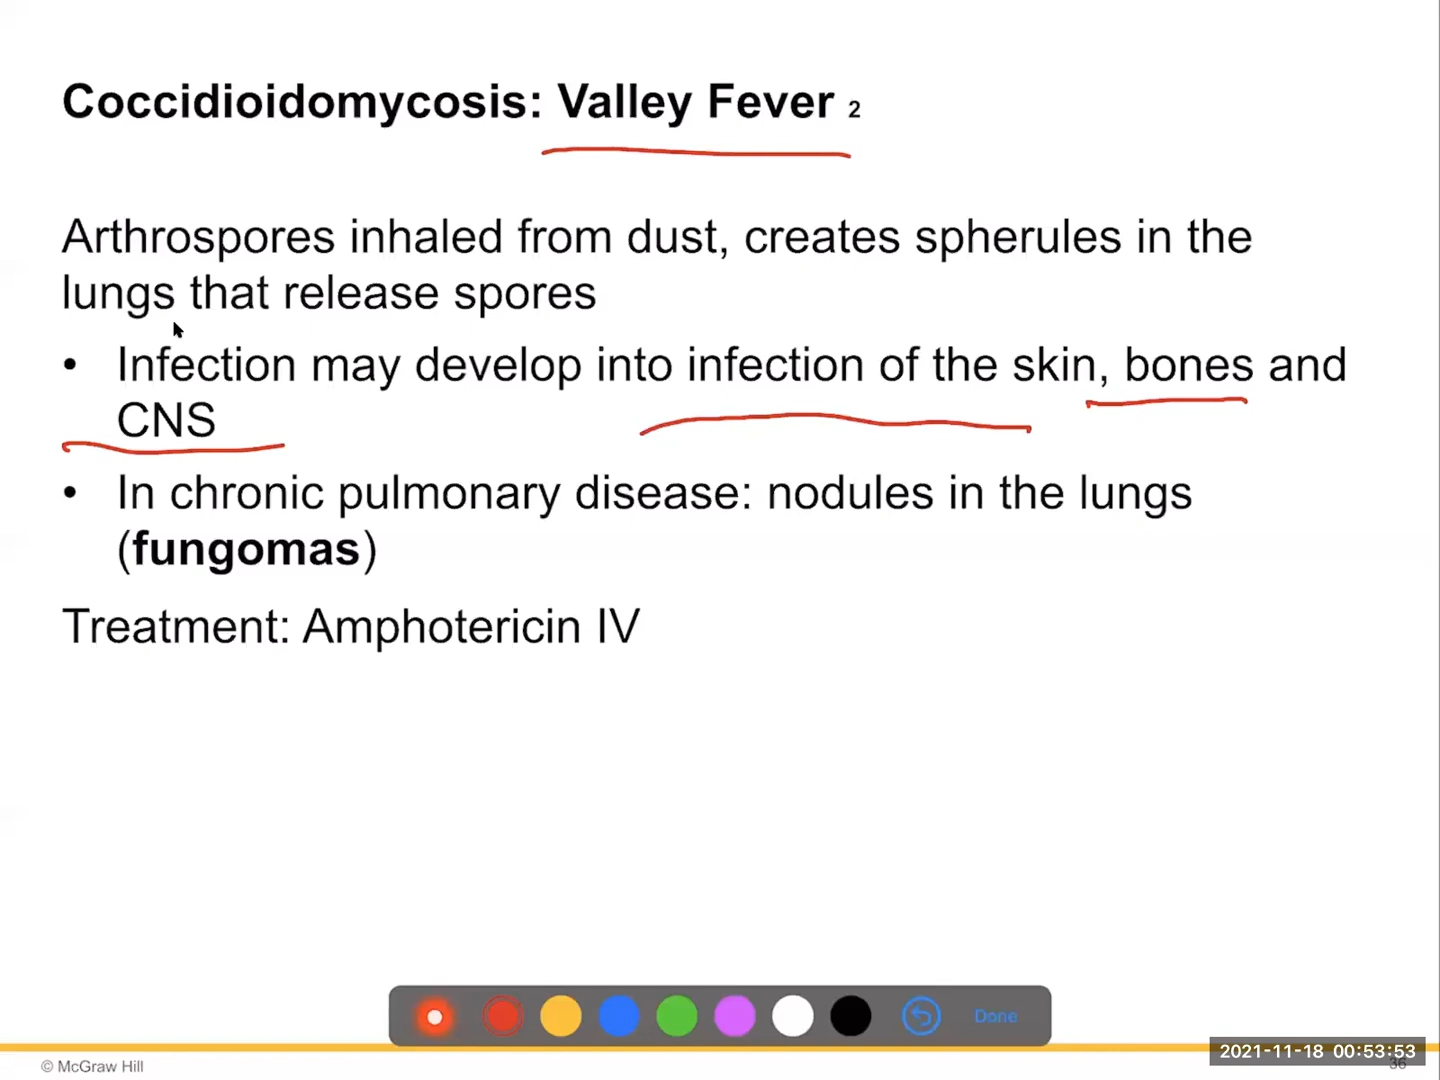 Coccidioidomycosis: Valley Fever 2
Arthrospores inhaled from dust, creates spherules in the
lungs that release spores
• Infection may develop into infection of the skin, bones and
CNS
• In chronic pulmonary disease: nodules in the lungs
(fungomas)
Treatment: Amphotericin IV
Done
2021-11-18 00:53:53
© McGraw Hill
36